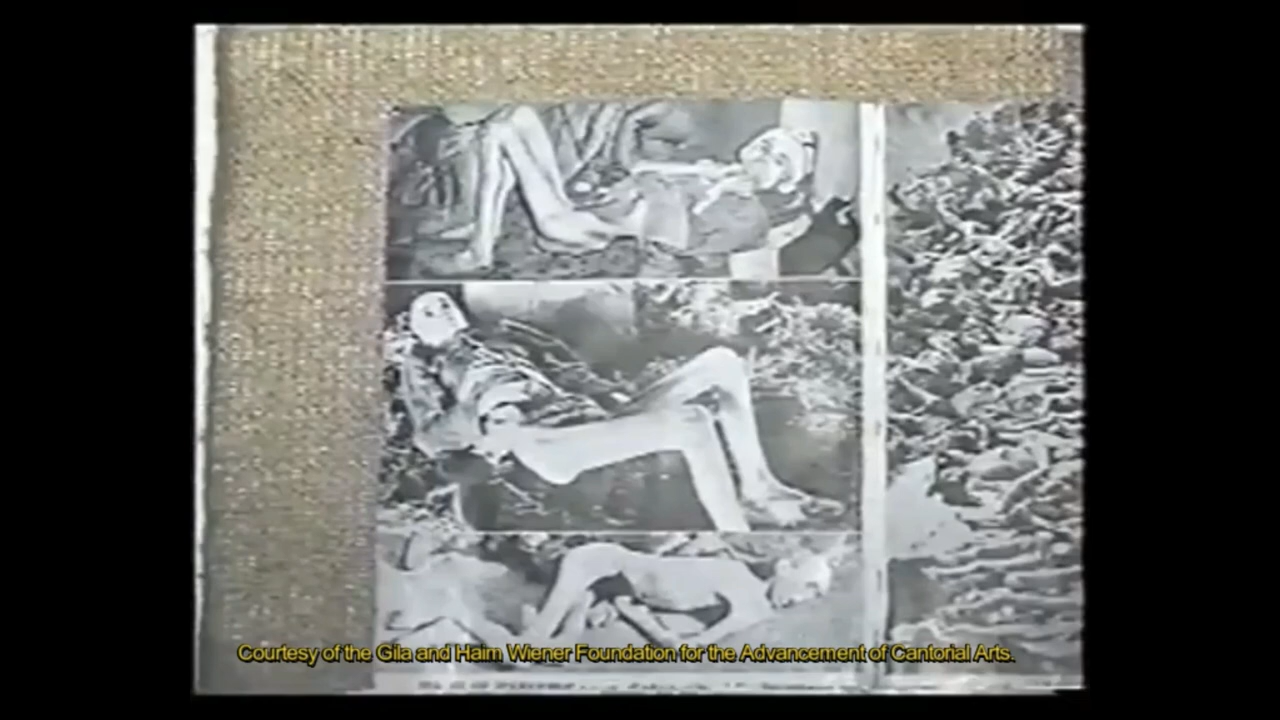 Courtesy of the Gila and Haim Wiener Foundation for the Advancement of Cantorial Arts.